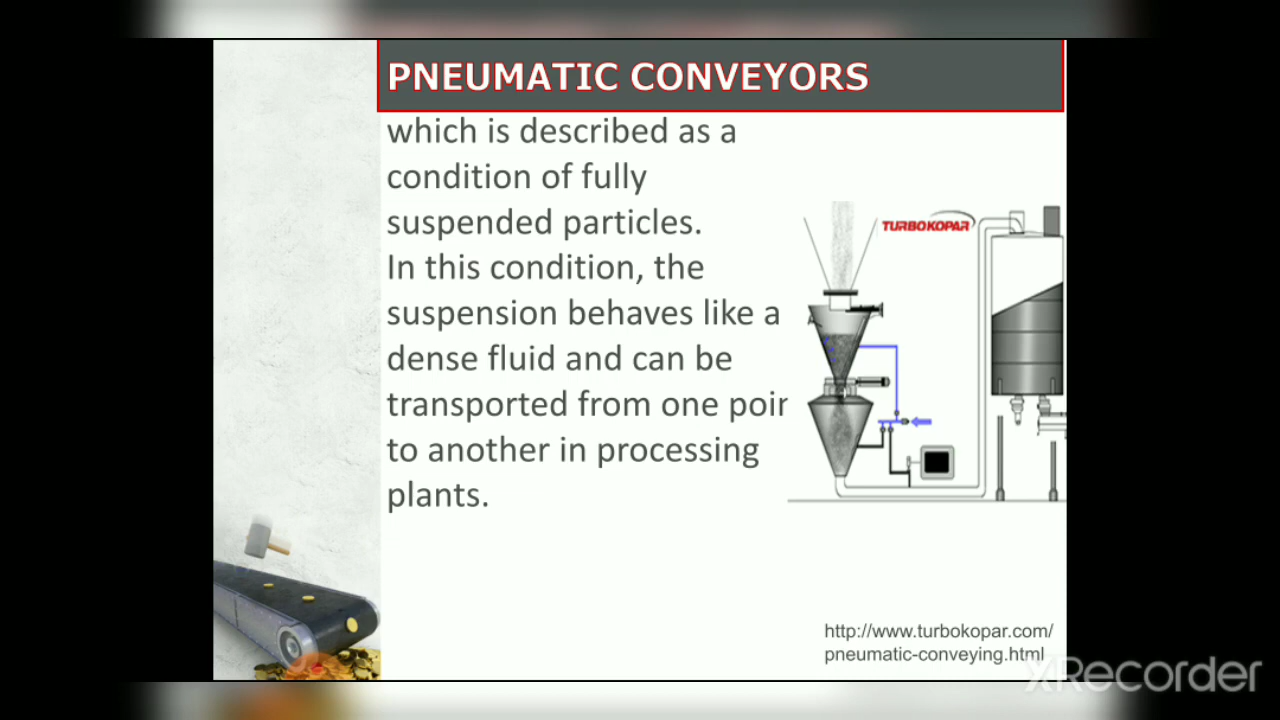 PNEUMATIC CONVEYORS
which is described as a
condition of fully
suspended particles.
In this condition, the
suspension behaves like a
dense fluid and can be
transported from one poin
to another in processing
plants.
TURBOKOPAR
http://www.turbokopar.com/
pneumatic-conveying.html
XRecorder